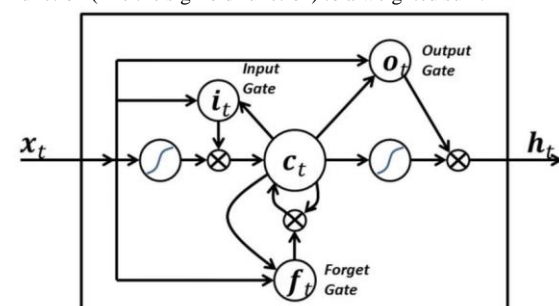 Output
Gate
o_t
Input
Gate
i_t
x_t
c_t
h_t
f_t
Forget
Gate